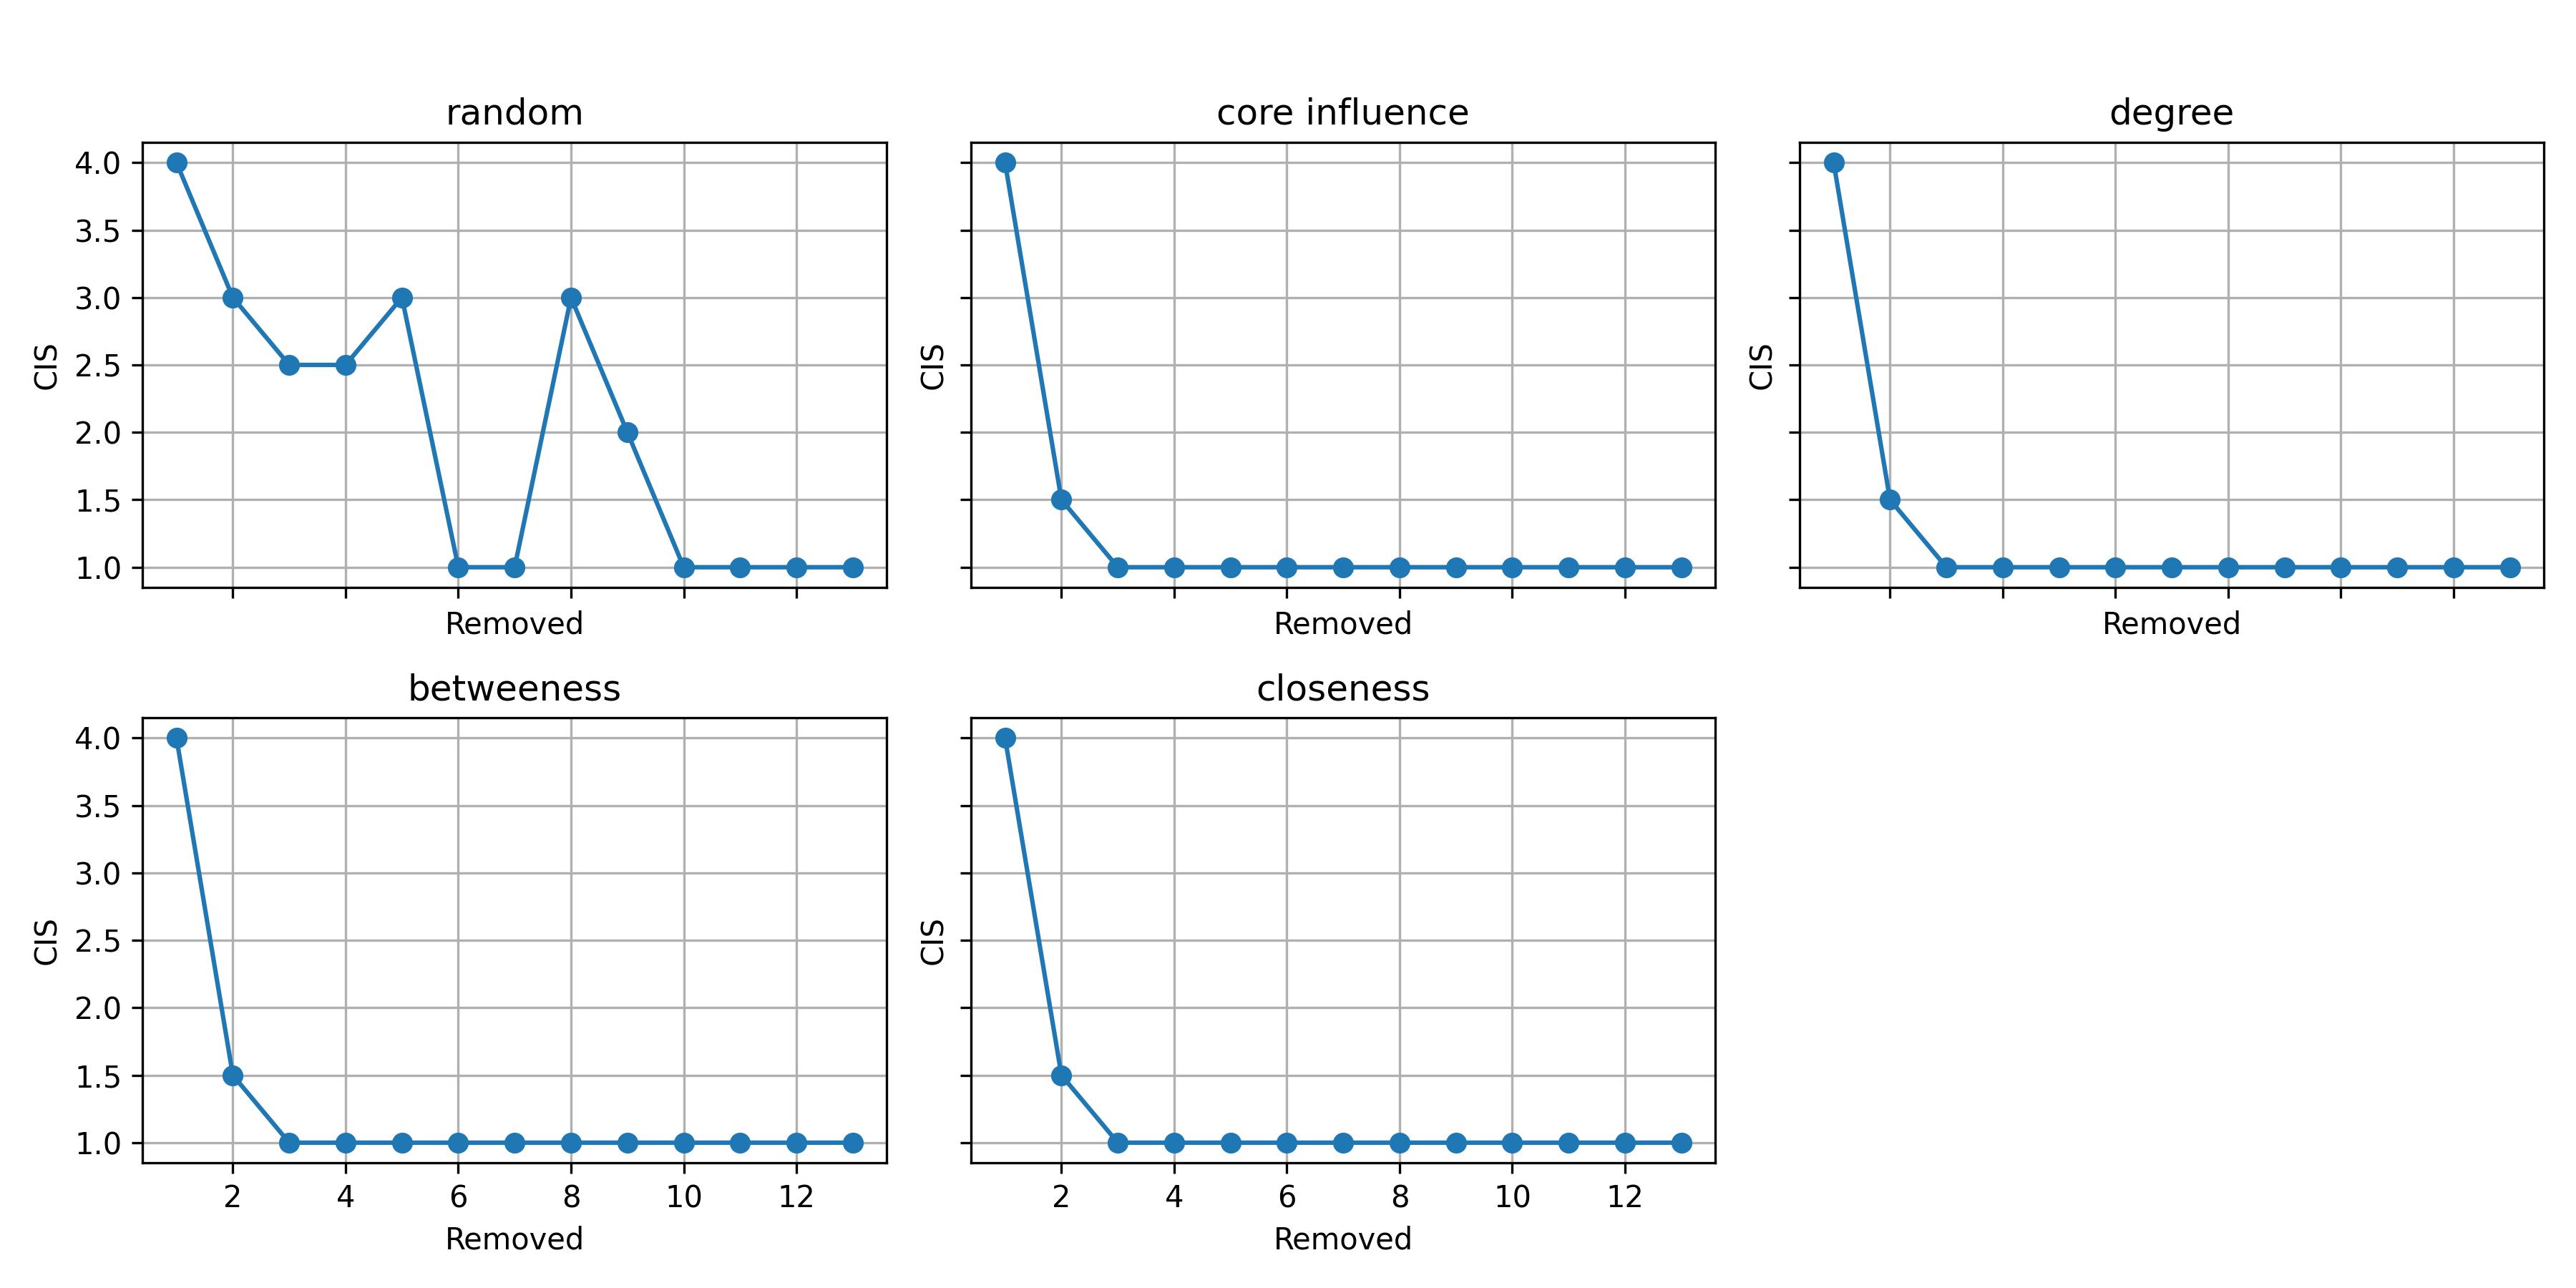 random
core influence
degree
4.0
3.5
3.0
2.5
2.0
1.5
1.0
CIS
CIS
CIS
Removed
Removed
Removed
betweeness
closeness
4.0
3.5
3.0
2.5
2.0
1.5
1.0
CIS
CIS
2 4 6 8 10 12
2 4 6 8 10 12
Removed
Removed